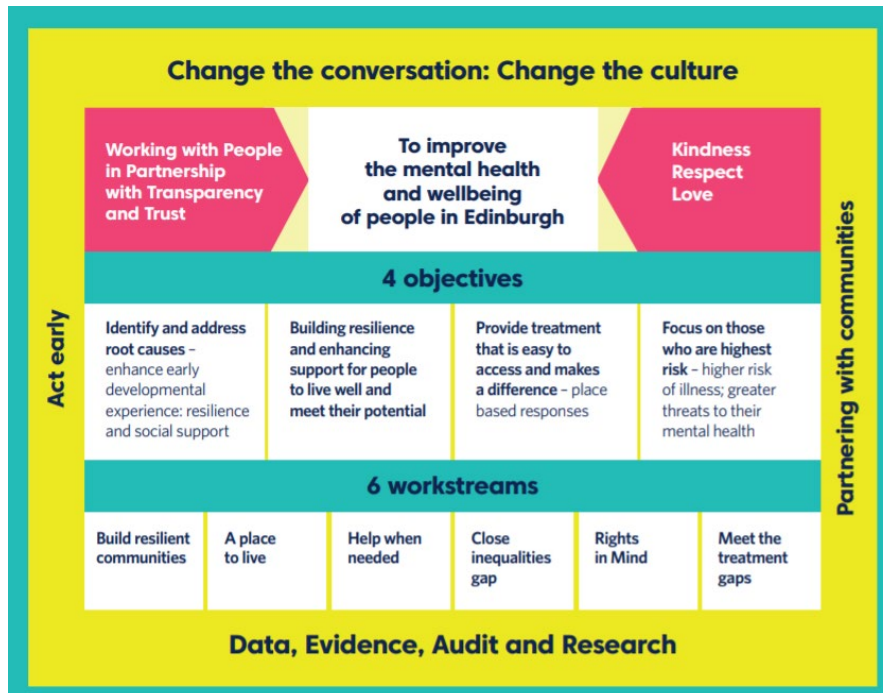 Change the conversation: Change the culture
Working with People
in Partnership
with Transparency
and Trust
To improve
the mental health
and wellbeing
of people in Edinburgh
Kindness
Respect
Love
Act early
Partnering with communities
4 objectives
Identify and address
root causes –
enhance early
developmental
experience: resilience
and social support
Building resilience
and enhancing
support for people
to live well and
meet their potential
Provide treatment
that is easy to
access and makes
a difference – place
based responses
Focus on those
who are highest
risk – higher risk
of illness; greater
threats to their
mental health
6 workstreams
Build resilient
communities
A place
to live
Help when
needed
Close
inequalities
gap
Rights
in Mind
Meet the
treatment
gaps
Data, Evidence, Audit and Research